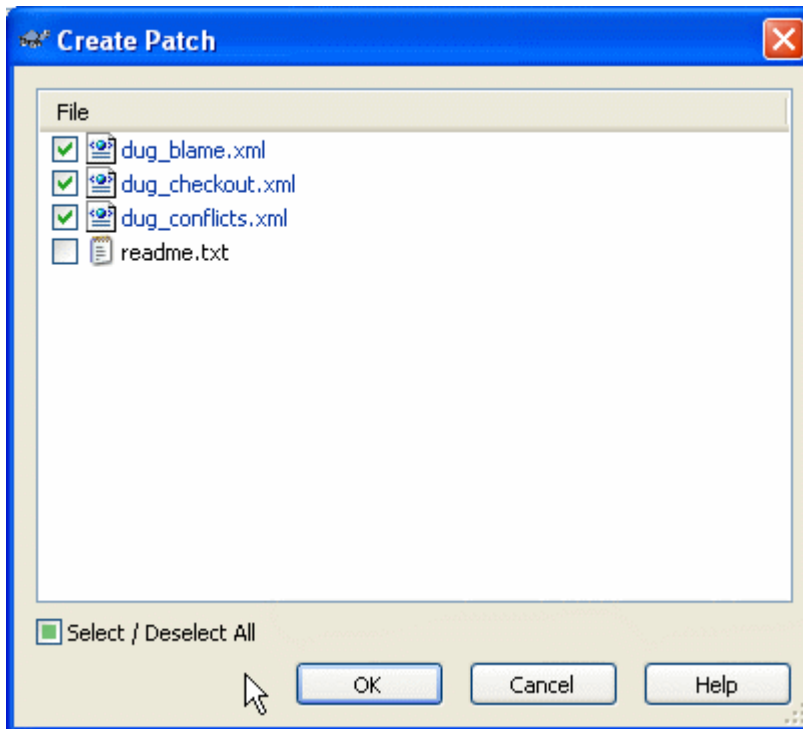 Create Patch
File
dug_blame.xml
dug_checkout.xml
dug_conflicts.xml
readme.txt
Select / Deselect All
OK Cancel Help